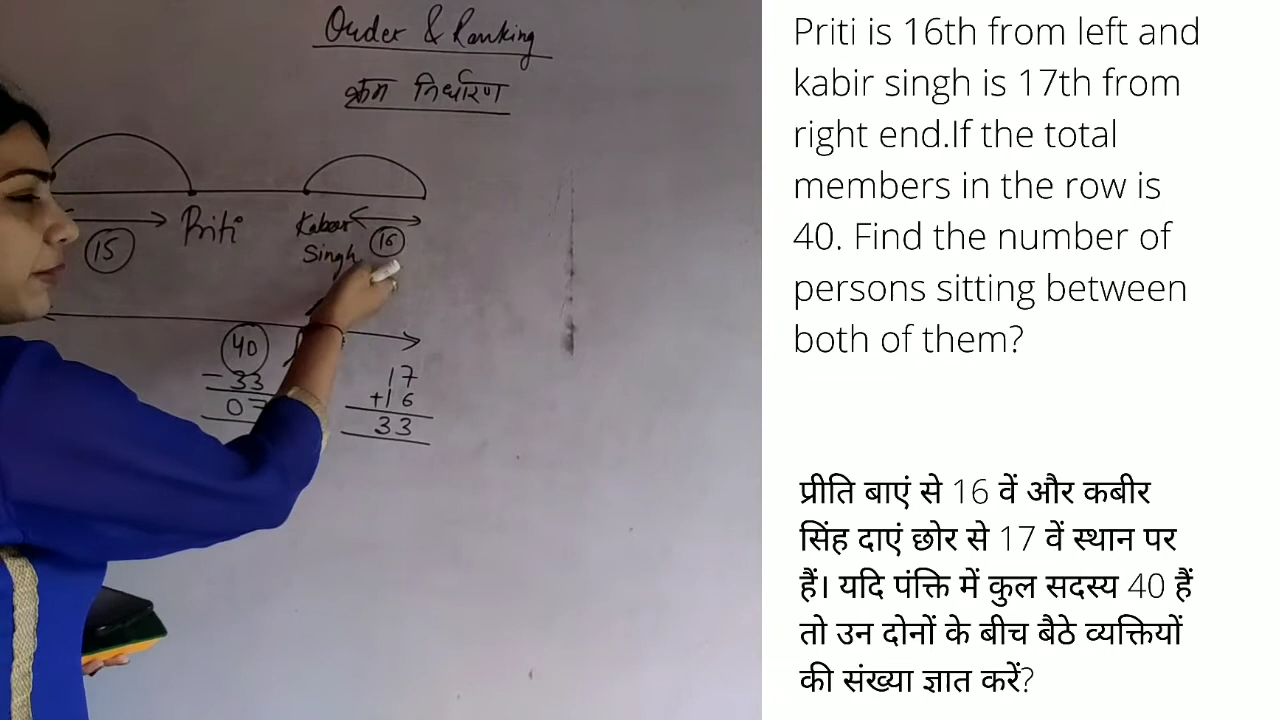 Order & Ranking
क्रम निर्धारण
15
Priti
Kabeer
Singh
16
40
- 33
07
17
+16
33
Priti is 16th from left and
kabir singh is 17th from
right end.If the total
members in the row is
40. Find the number of
persons sitting between
both of them?
प्रीति बाएं से 16 वें और कबीर
सिंह दाएं छोर से 17 वें स्थान पर
हैं। यदि पंक्ति में कुल सदस्य 40 हैं
तो उन दोनों के बीच बैठे व्यक्तियों
की संख्या ज्ञात करें?